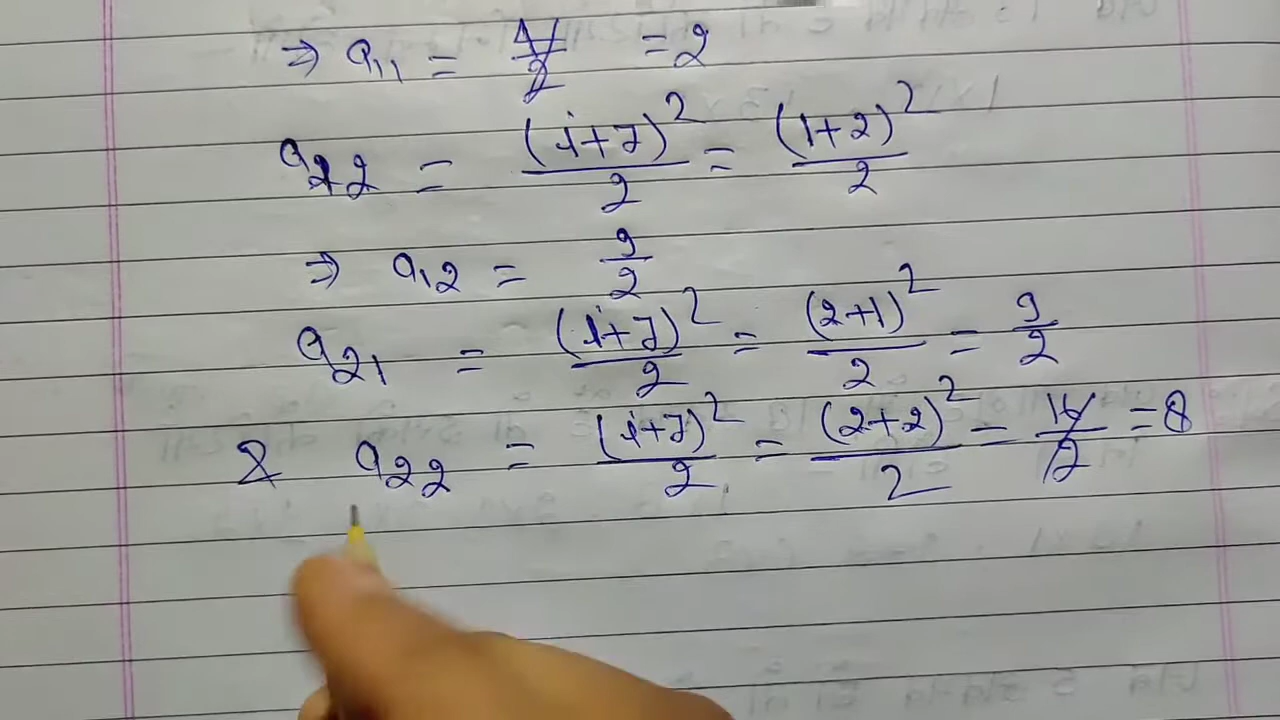 ⇒ a₁₁ = 4/2 = 2
a₂₂ = (i+j)²/2 = (1+2)²/2
⇒ a₁₂ = 9/2
a₂₁ = (i+j)²/2 = (2+1)²/2 = 9/2
& a₂₂ = (i+j)²/2 = (2+2)²/2 = 16/2 = 8